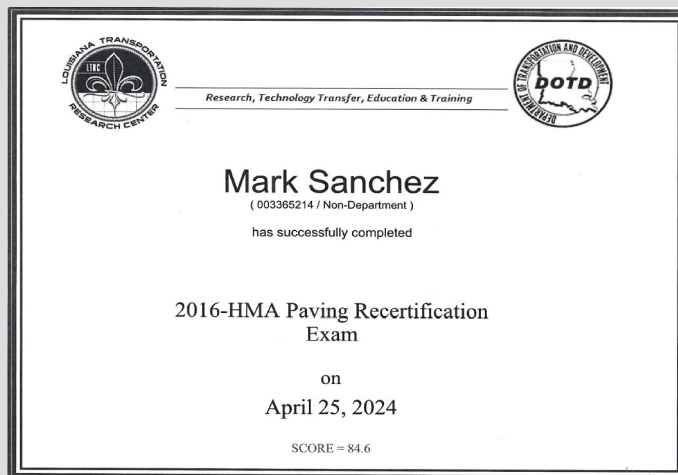 LOUISIANA TRANSPORTATION
LTRC
RESEARCH CENTER
Research, Technology Transfer, Education & Training
DEPARTMENT OF TRANSPORTATION AND DEVELOPMENT
DOTD
Mark Sanchez
( 003365214 / Non-Department )
has successfully completed
2016-HMA Paving Recertification
Exam
on
April 25, 2024
SCORE = 84.6